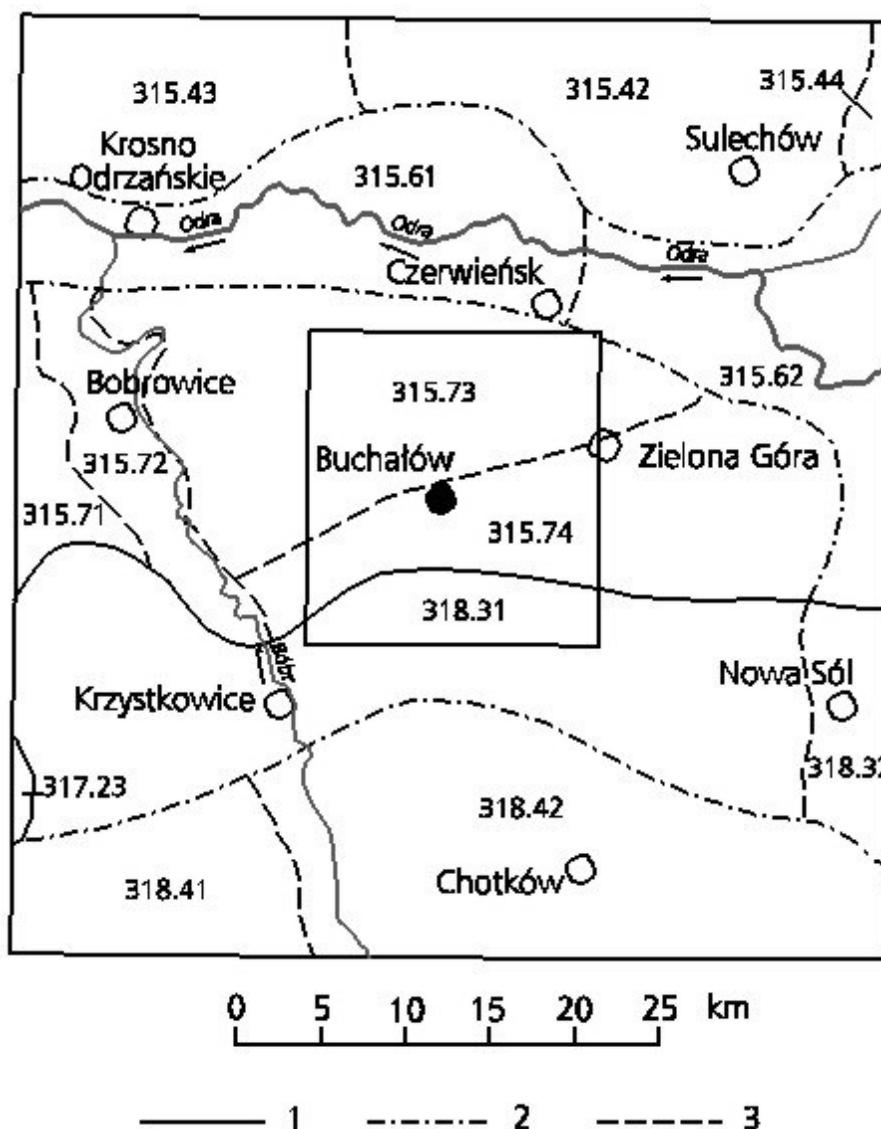 315.43
315.42
315.44
Krosno
Odrzańskie
Sulechów
315.61
Odra
Odra
Odra
Czerwieńsk
Bobrowice
315.73
315.62
Buchałów
Zielona Góra
315.72
315.71
315.74
318.31
Bóbr
Krzystkowice
Nowa Sól
317.23
318.32
318.42
318.41
Chotków
0 5 10 15 20 25 km
1 2 3